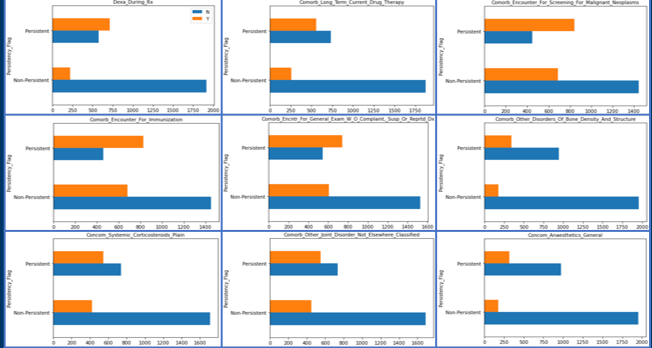 Dexa_During_Rx
N
Y
Persistency_Flag
Persistent
Non-Persistent
0 250 500 750 1000 1250 1500 1750 2000
Comorb_Long_Term_Current_Drug_Therapy
Persistency_Flag
Persistent
Non-Persistent
0 250 500 750 1000 1250 1500 1750
Comorb_Encounter_For_Screening_For_Malignant_Neoplasms
Persistency_Flag
Persistent
Non-Persistent
0 200 400 600 800 1000 1200 1400
Comorb_Encounter_For_Immunization
Persistency_Flag
Persistent
Non-Persistent
0 200 400 600 800 1000 1200 1400
Comorb_Encntr_For_General_Exam_W_O_Complaint,_Susp_Or_Reprtd_Dx
Persistency_Flag
Persistent
Non-Persistent
0 200 400 600 800 1000 1200 1400 1600
Comorb_Other_Disorders_Of_Bone_Density_And_Structure
Persistency_Flag
Persistent
Non-Persistent
0 250 500 750 1000 1250 1500 1750 2000
Concom_Systemic_Corticosteroids_Plain
Persistency_Flag
Persistent
Non-Persistent
0 200 400 600 800 1000 1200 1400 1600
Comorb_Other_Joint_Disorder_Not_Elsewhere_Classified
Persistency_Flag
Persistent
Non-Persistent
0 200 400 600 800 1000 1200 1400 1600
Concom_Anaesthetics_General
Persistency_Flag
Persistent
Non-Persistent
0 250 500 750 1000 1250 1500 1750 2000